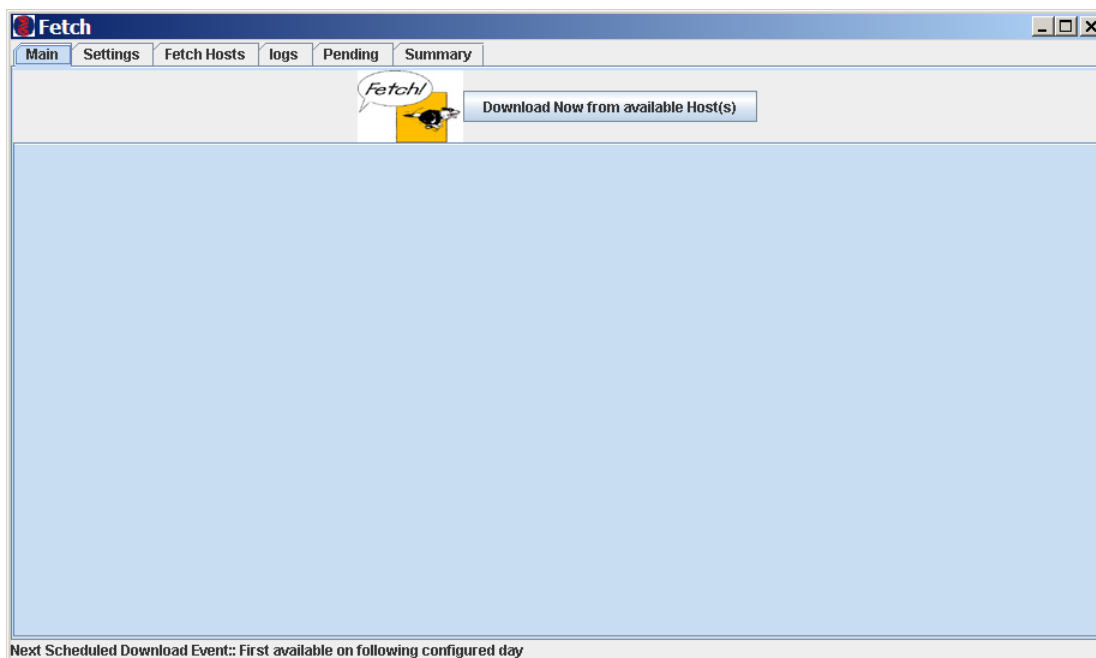 Fetch
Main Settings Fetch Hosts logs Pending Summary
Fetch!
Download Now from available Host(s)
Next Scheduled Download Event:: First available on following configured day